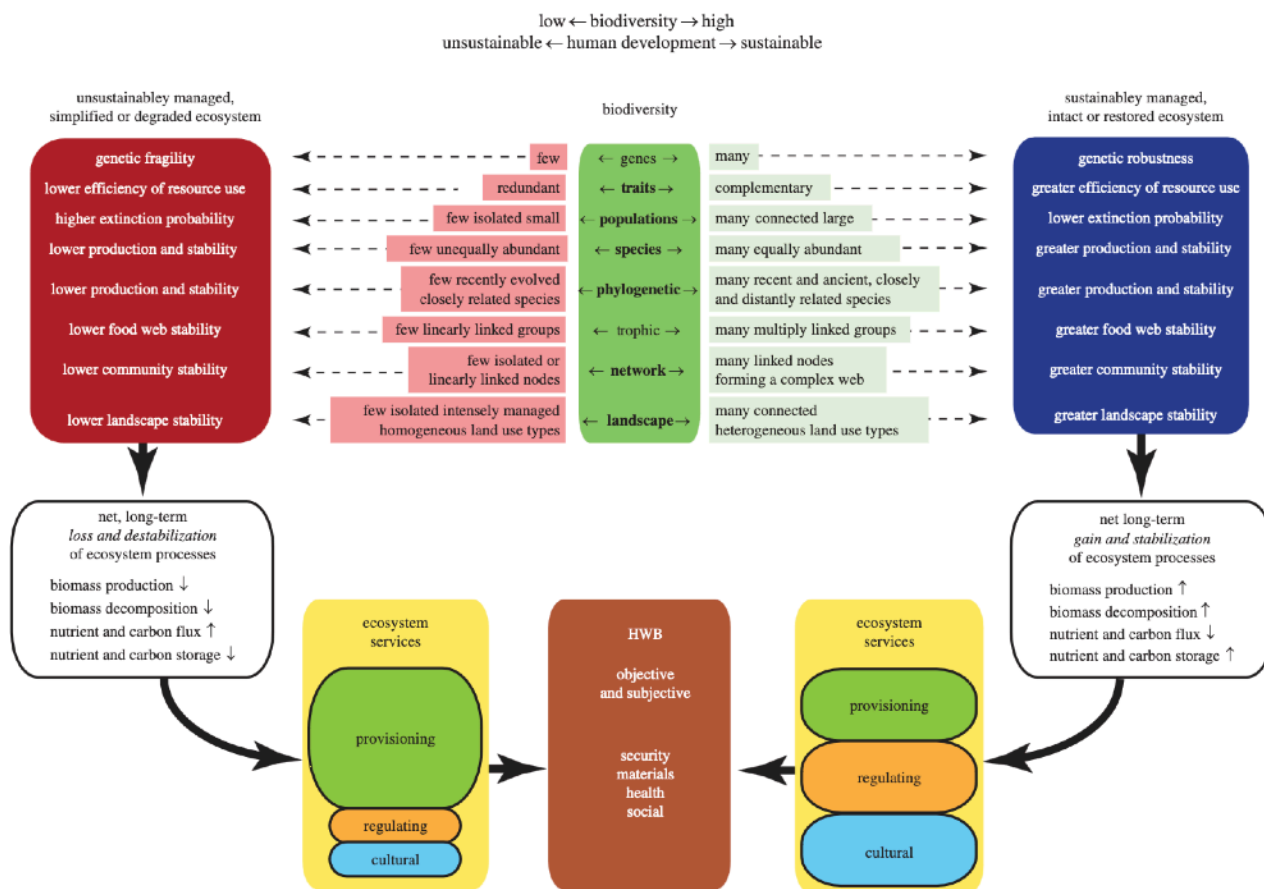 low ← biodiversity → high
unsustainable ← human development → sustainable
unsustainabley managed,
simplified or degraded ecosystem
biodiversity
sustainabley managed,
intact or restored ecosystem
genetic fragility
few
← genes →
many
genetic robustness
lower efficiency of resource use
redundant
← traits →
complementary
greater efficiency of resource use
higher extinction probability
few isolated small
← populations →
many connected large
lower extinction probability
lower production and stability
few unequally abundant
← species →
many equally abundant
greater production and stability
lower production and stability
few recently evolved
closely related species
← phylogenetic →
many recent and ancient, closely
and distantly related species
greater production and stability
lower food web stability
few linearly linked groups
← trophic →
many multiply linked groups
greater food web stability
lower community stability
few isolated or
linearly linked nodes
← network →
many linked nodes
forming a complex web
greater community stability
lower landscape stability
few isolated intensely managed
homogeneous land use types
← landscape →
many connected
heterogeneous land use types
greater landscape stability
net, long-term
loss and destabilization
of ecosystem processes
biomass production ↓
biomass decomposition ↓
nutrient and carbon flux ↑
nutrient and carbon storage ↓
net long-term
gain and stabilization
of ecosystem processes
biomass production ↑
biomass decomposition ↑
nutrient and carbon flux ↓
nutrient and carbon storage ↑
ecosystem
services
provisioning
regulating
cultural
HWB
objective
and subjective
security
materials
health
social
ecosystem
services
provisioning
regulating
cultural